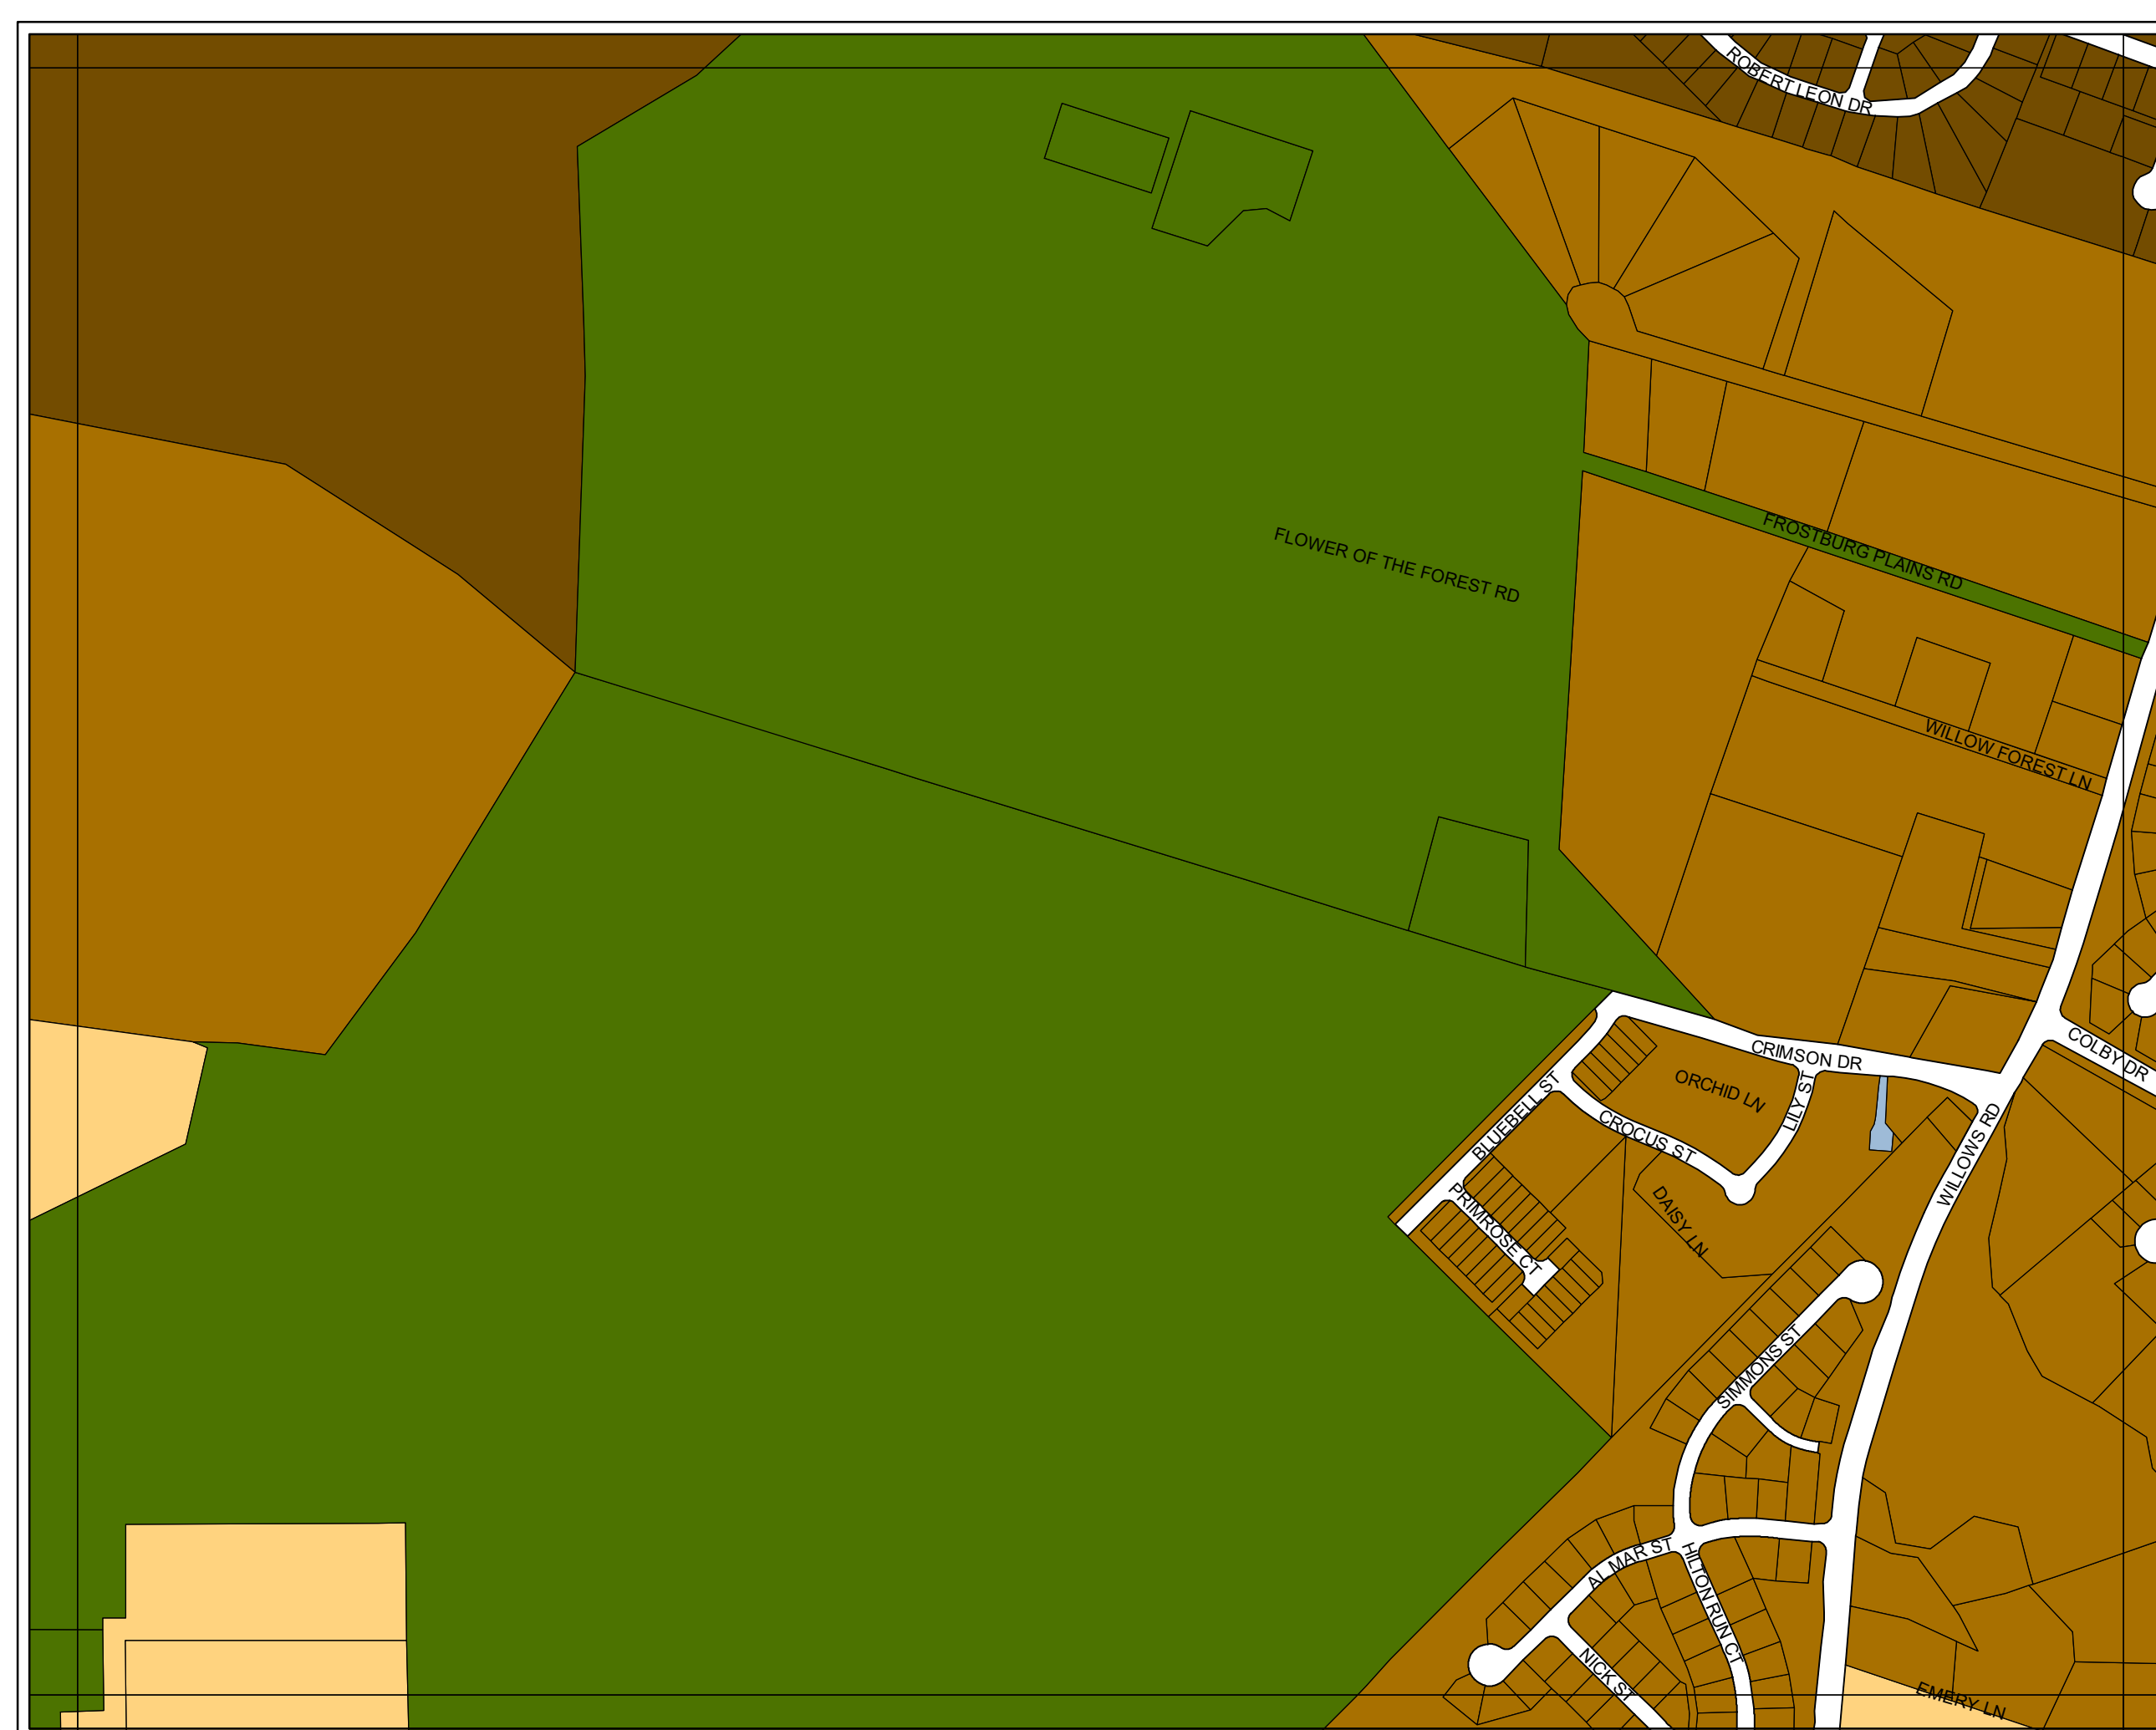 ROBERT LEON DR
FLOWER OF THE FOREST RD
FROSTBURG PLAINS RD
WILLOW FOREST LN
CRIMSON DR
COLBY DR
ORCHID LN
LILY ST
BLUEBELL ST
CROCUS ST
WILLOWS RD
PRIMROSE CT
DAISY LN
SIMMONS ST
AL MAR ST
HILTON RUN CT
NICK ST
EMERY LN